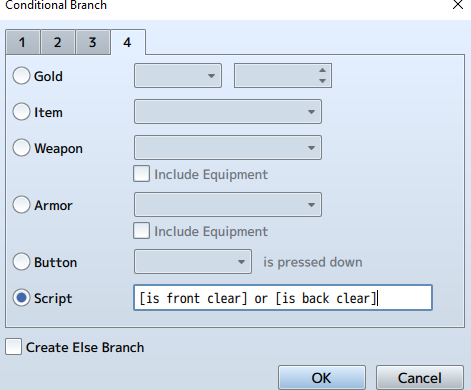 Conditional Branch
1 2 3 4
Gold
Item
Weapon
Include Equipment
Armor
Include Equipment
Button is pressed down
Script [is front clear] or [is back clear]
Create Else Branch
OK Cancel